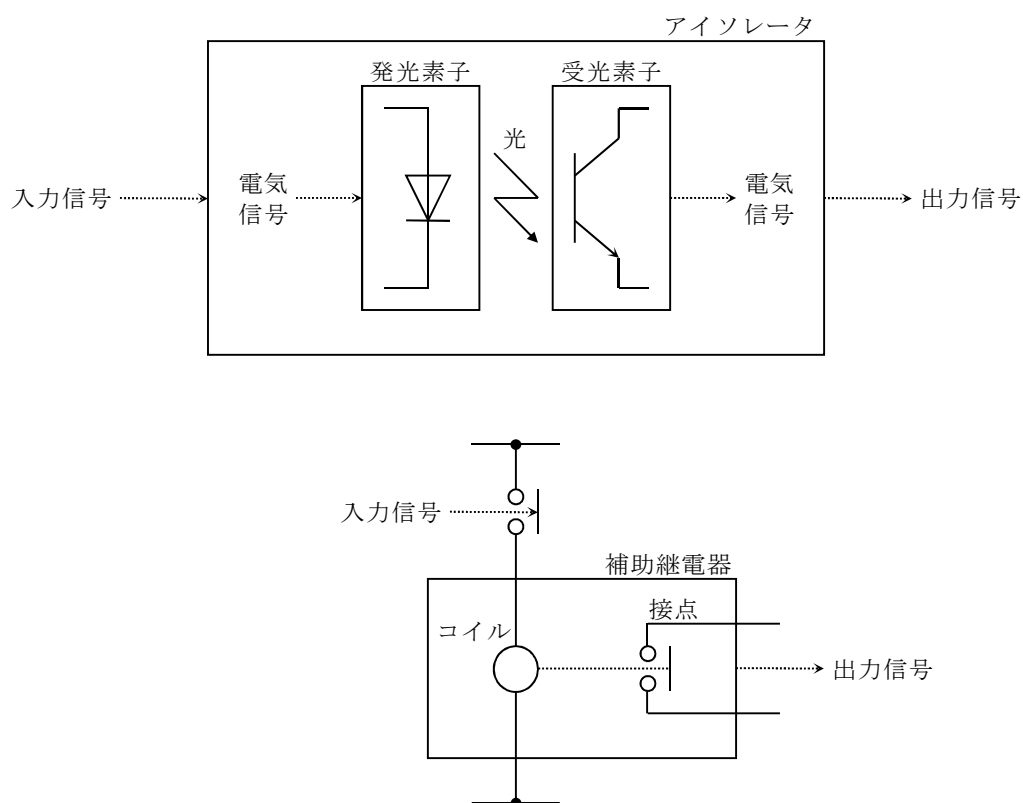 アイソレータ
発光素子
受光素子
光
入力信号
電気
信号
電気
信号
出力信号
入力信号
補助継電器
接点
コイル
出力信号